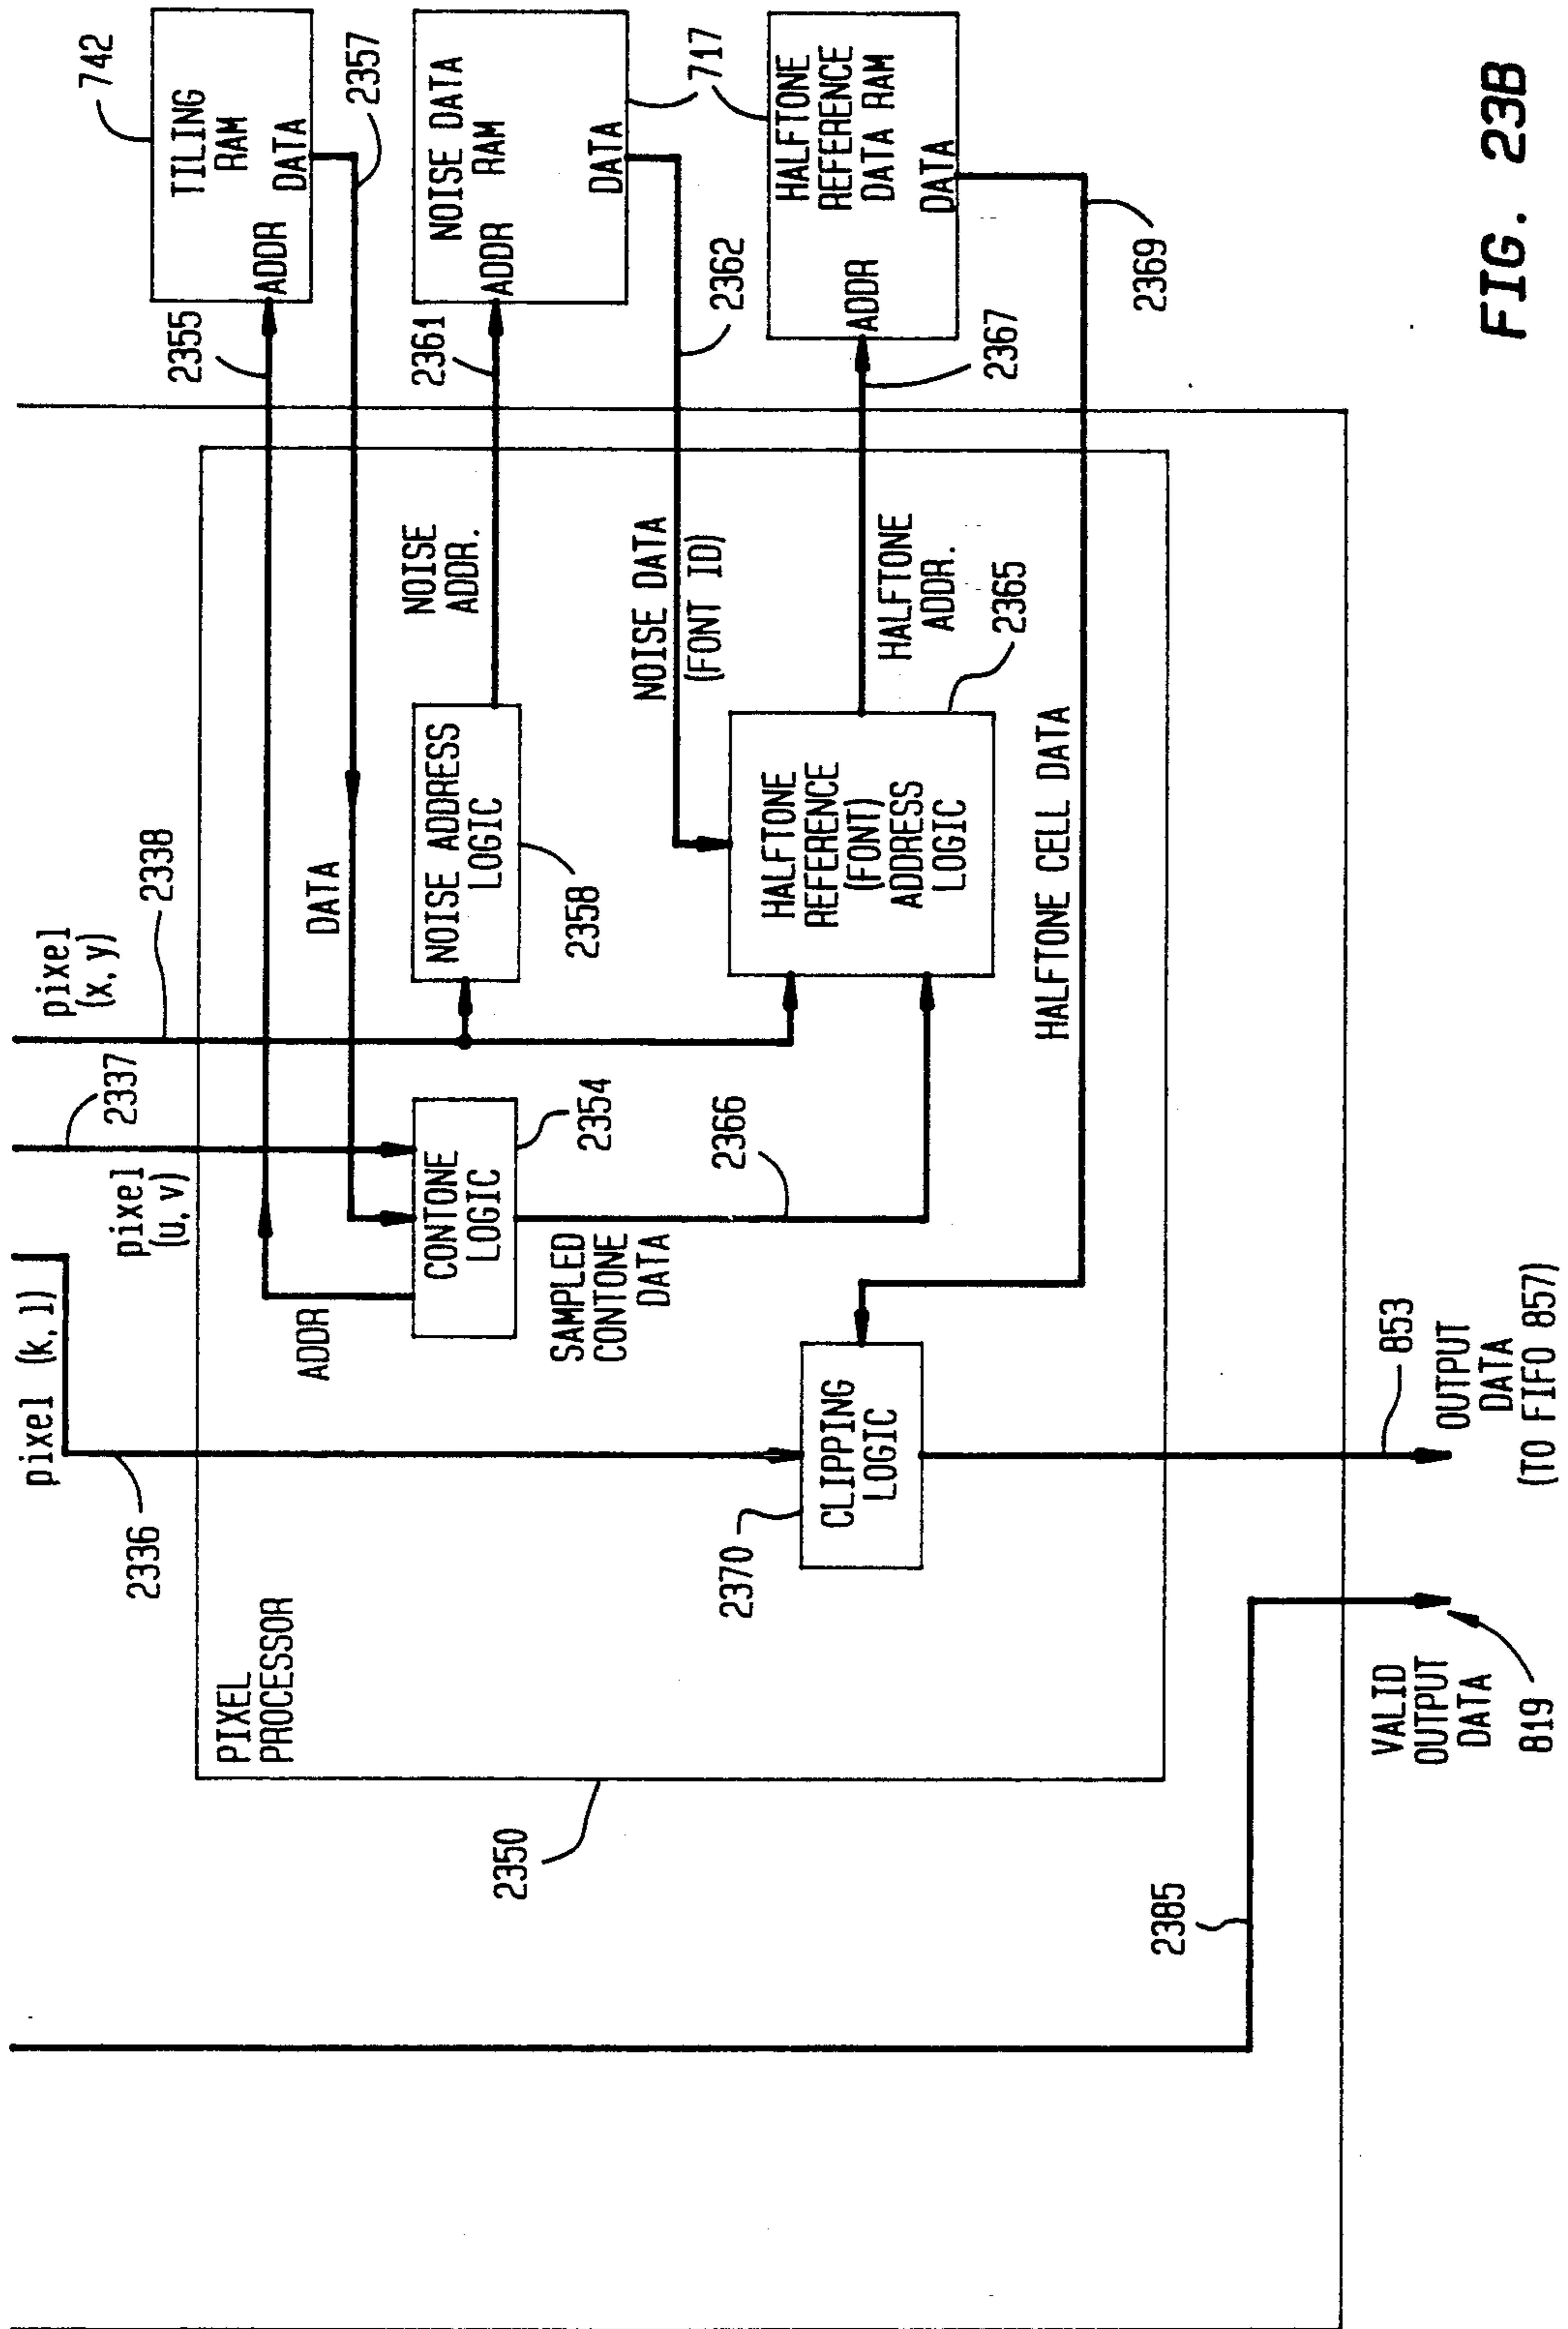 pixel (k, l)
2336
pixel
(u, v)
2337
pixel
(x, y)
2338
PIXEL
PROCESSOR
2350
ADDR
DATA
CONTONE
LOGIC
2354
SAMPLED
CONTONE
DATA
2366
NOISE ADDRESS
LOGIC
2358
NOISE
ADDR.
NOISE DATA
(FONT ID)
HALFTONE
REFERENCE
(FONT)
ADDRESS
LOGIC
2365
HALFTONE
ADDR.
HALFTONE CELL DATA
CLIPPING
LOGIC
2370
2355
ADDR
TILING
RAM
DATA
742
2357
2361
ADDR
NOISE DATA
RAM
DATA
2362
717
HALFTONE
REFERENCE
DATA RAM
ADDR
DATA
2367
2369
2385
VALID
OUTPUT
DATA
819
853
OUTPUT
DATA
(TO FIFO 857)
FIG. 23B